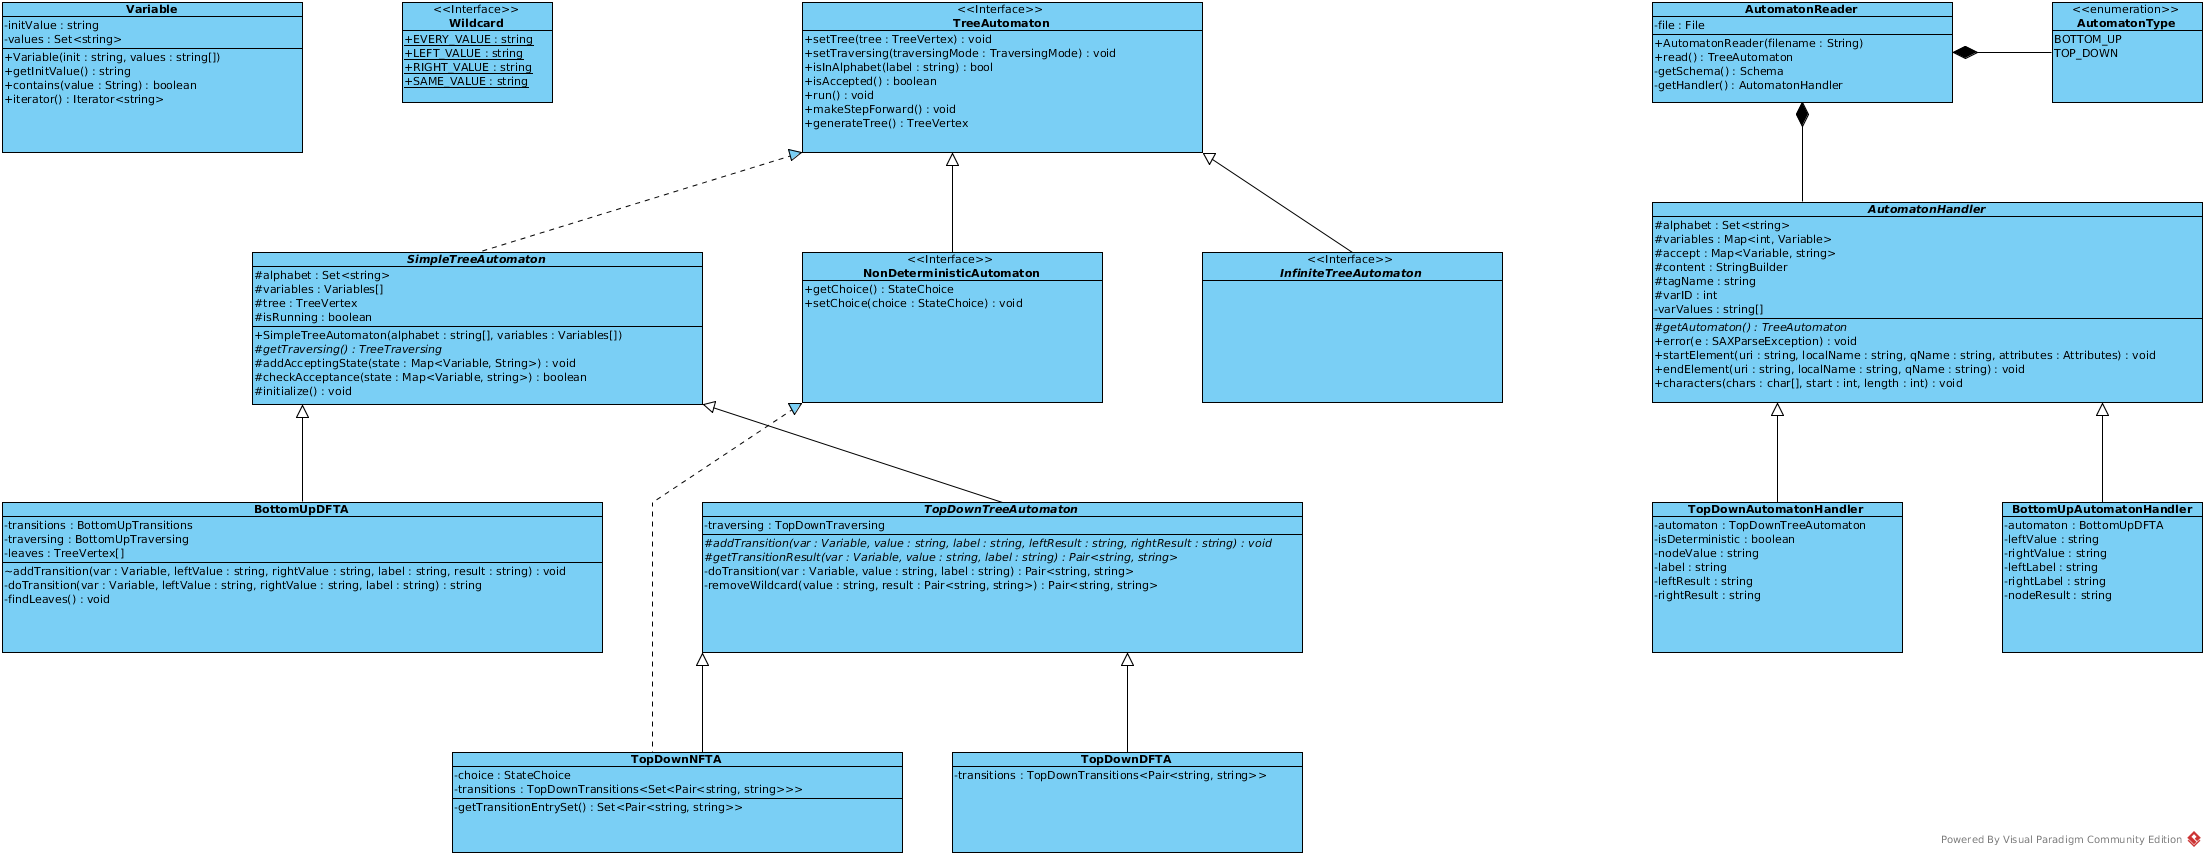 Variable
-initValue : string
-values : Set<string>
+Variable(init : string, values : string[])
+getInitValue() : string
+contains(value : String) : boolean
+iterator() : Iterator<string>
<<Interface>>
Wildcard
+EVERY_VALUE : string
+LEFT_VALUE : string
+RIGHT_VALUE : string
+SAME_VALUE : string
<<Interface>>
TreeAutomaton
+setTree(tree : TreeVertex) : void
+setTraversing(traversingMode : TraversingMode) : void
+isInAlphabet(label : string) : bool
+isAccepted() : boolean
+run() : void
+makeStepForward() : void
+generateTree() : TreeVertex
AutomatonReader
-file : File
+AutomatonReader(filename : String)
+read() : TreeAutomaton
-getSchema() : Schema
-getHandler() : AutomatonHandler
<<enumeration>>
AutomatonType
BOTTOM_UP
TOP_DOWN
SimpleTreeAutomaton
#alphabet : Set<string>
#variables : Variables[]
#tree : TreeVertex
#isRunning : boolean
+SimpleTreeAutomaton(alphabet : string[], variables : Variables[])
#getTraversing() : TreeTraversing
#addAcceptingState(state : Map<Variable, String>) : void
#checkAcceptance(state : Map<Variable, string>) : boolean
#initialize() : void
<<Interface>>
NonDeterministicAutomaton
+getChoice() : StateChoice
+setChoice(choice : StateChoice) : void
<<Interface>>
InfiniteTreeAutomaton
AutomatonHandler
#alphabet : Set<string>
#variables : Map<int, Variable>
#accept : Map<Variable, string>
#content : StringBuilder
#tagName : string
#varID : int
-varValues : string[]
#getAutomaton() : TreeAutomaton
+error(e : SAXParseException) : void
+startElement(uri : string, localName : string, qName : string, attributes : Attributes) : void
+endElement(uri : string, localName : string, qName : string) : void
+characters(chars : char[], start : int, length : int) : void
BottomUpDFTA
-transitions : BottomUpTransitions
-traversing : BottomUpTraversing
-leaves : TreeVertex[]
~addTransition(var : Variable, leftValue : string, rightValue : string, label : string, result : string) : void
-doTransition(var : Variable, leftValue : string, rightValue : string, label : string) : string
-findLeaves() : void
TopDownTreeAutomaton
-traversing : TopDownTraversing
#addTransition(var : Variable, value : string, label : string, leftResult : string, rightResult : string) : void
#getTransitionResult(var : Variable, value : string, label : string) : Pair<string, string>
-doTransition(var : Variable, value : string, label : string) : Pair<string, string>
-removeWildcard(value : string, result : Pair<string, string>) : Pair<string, string>
TopDownAutomatonHandler
-automaton : TopDownTreeAutomaton
-isDeterministic : boolean
-nodeValue : string
-label : string
-leftResult : string
-rightResult : string
BottomUpAutomatonHandler
-automaton : BottomUpDFTA
-leftValue : string
-rightValue : string
-leftLabel : string
-rightLabel : string
-nodeResult : string
TopDownNFTA
-choice : StateChoice
-transitions : TopDownTransitions<Set<Pair<string, string>>>
-getTransitionEntrySet() : Set<Pair<string, string>>
TopDownDFTA
-transitions : TopDownTransitions<Pair<string, string>>
Powered By Visual Paradigm Community Edition